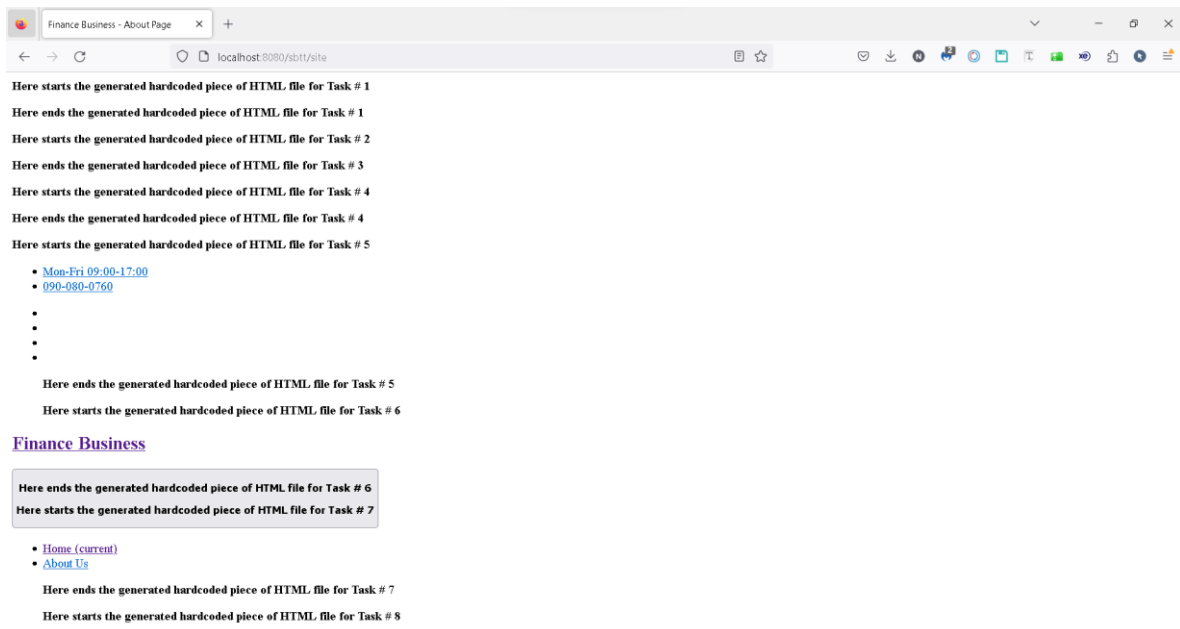 Finance Business - About Page
localhost:8080/sbtt/site
2
Here starts the generated hardcoded piece of HTML file for Task # 1
Here ends the generated hardcoded piece of HTML file for Task # 1
Here starts the generated hardcoded piece of HTML file for Task # 2
Here ends the generated hardcoded piece of HTML file for Task # 3
Here starts the generated hardcoded piece of HTML file for Task # 4
Here ends the generated hardcoded piece of HTML file for Task # 4
Here starts the generated hardcoded piece of HTML file for Task # 5
Mon-Fri 09:00-17:00
090-080-0760
Here ends the generated hardcoded piece of HTML file for Task # 5
Here starts the generated hardcoded piece of HTML file for Task # 6
Finance Business
Here ends the generated hardcoded piece of HTML file for Task # 6
Here starts the generated hardcoded piece of HTML file for Task # 7
Home (current)
About Us
Here ends the generated hardcoded piece of HTML file for Task # 7
Here starts the generated hardcoded piece of HTML file for Task # 8